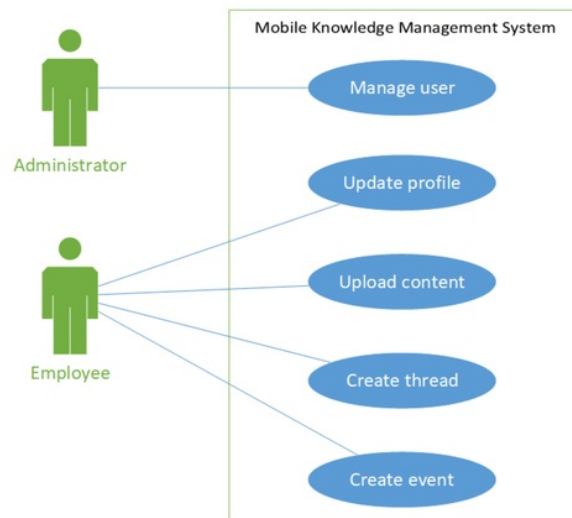 Mobile Knowledge Management System
Manage user
Administrator
Update profile
Upload content
Employee
Create thread
Create event